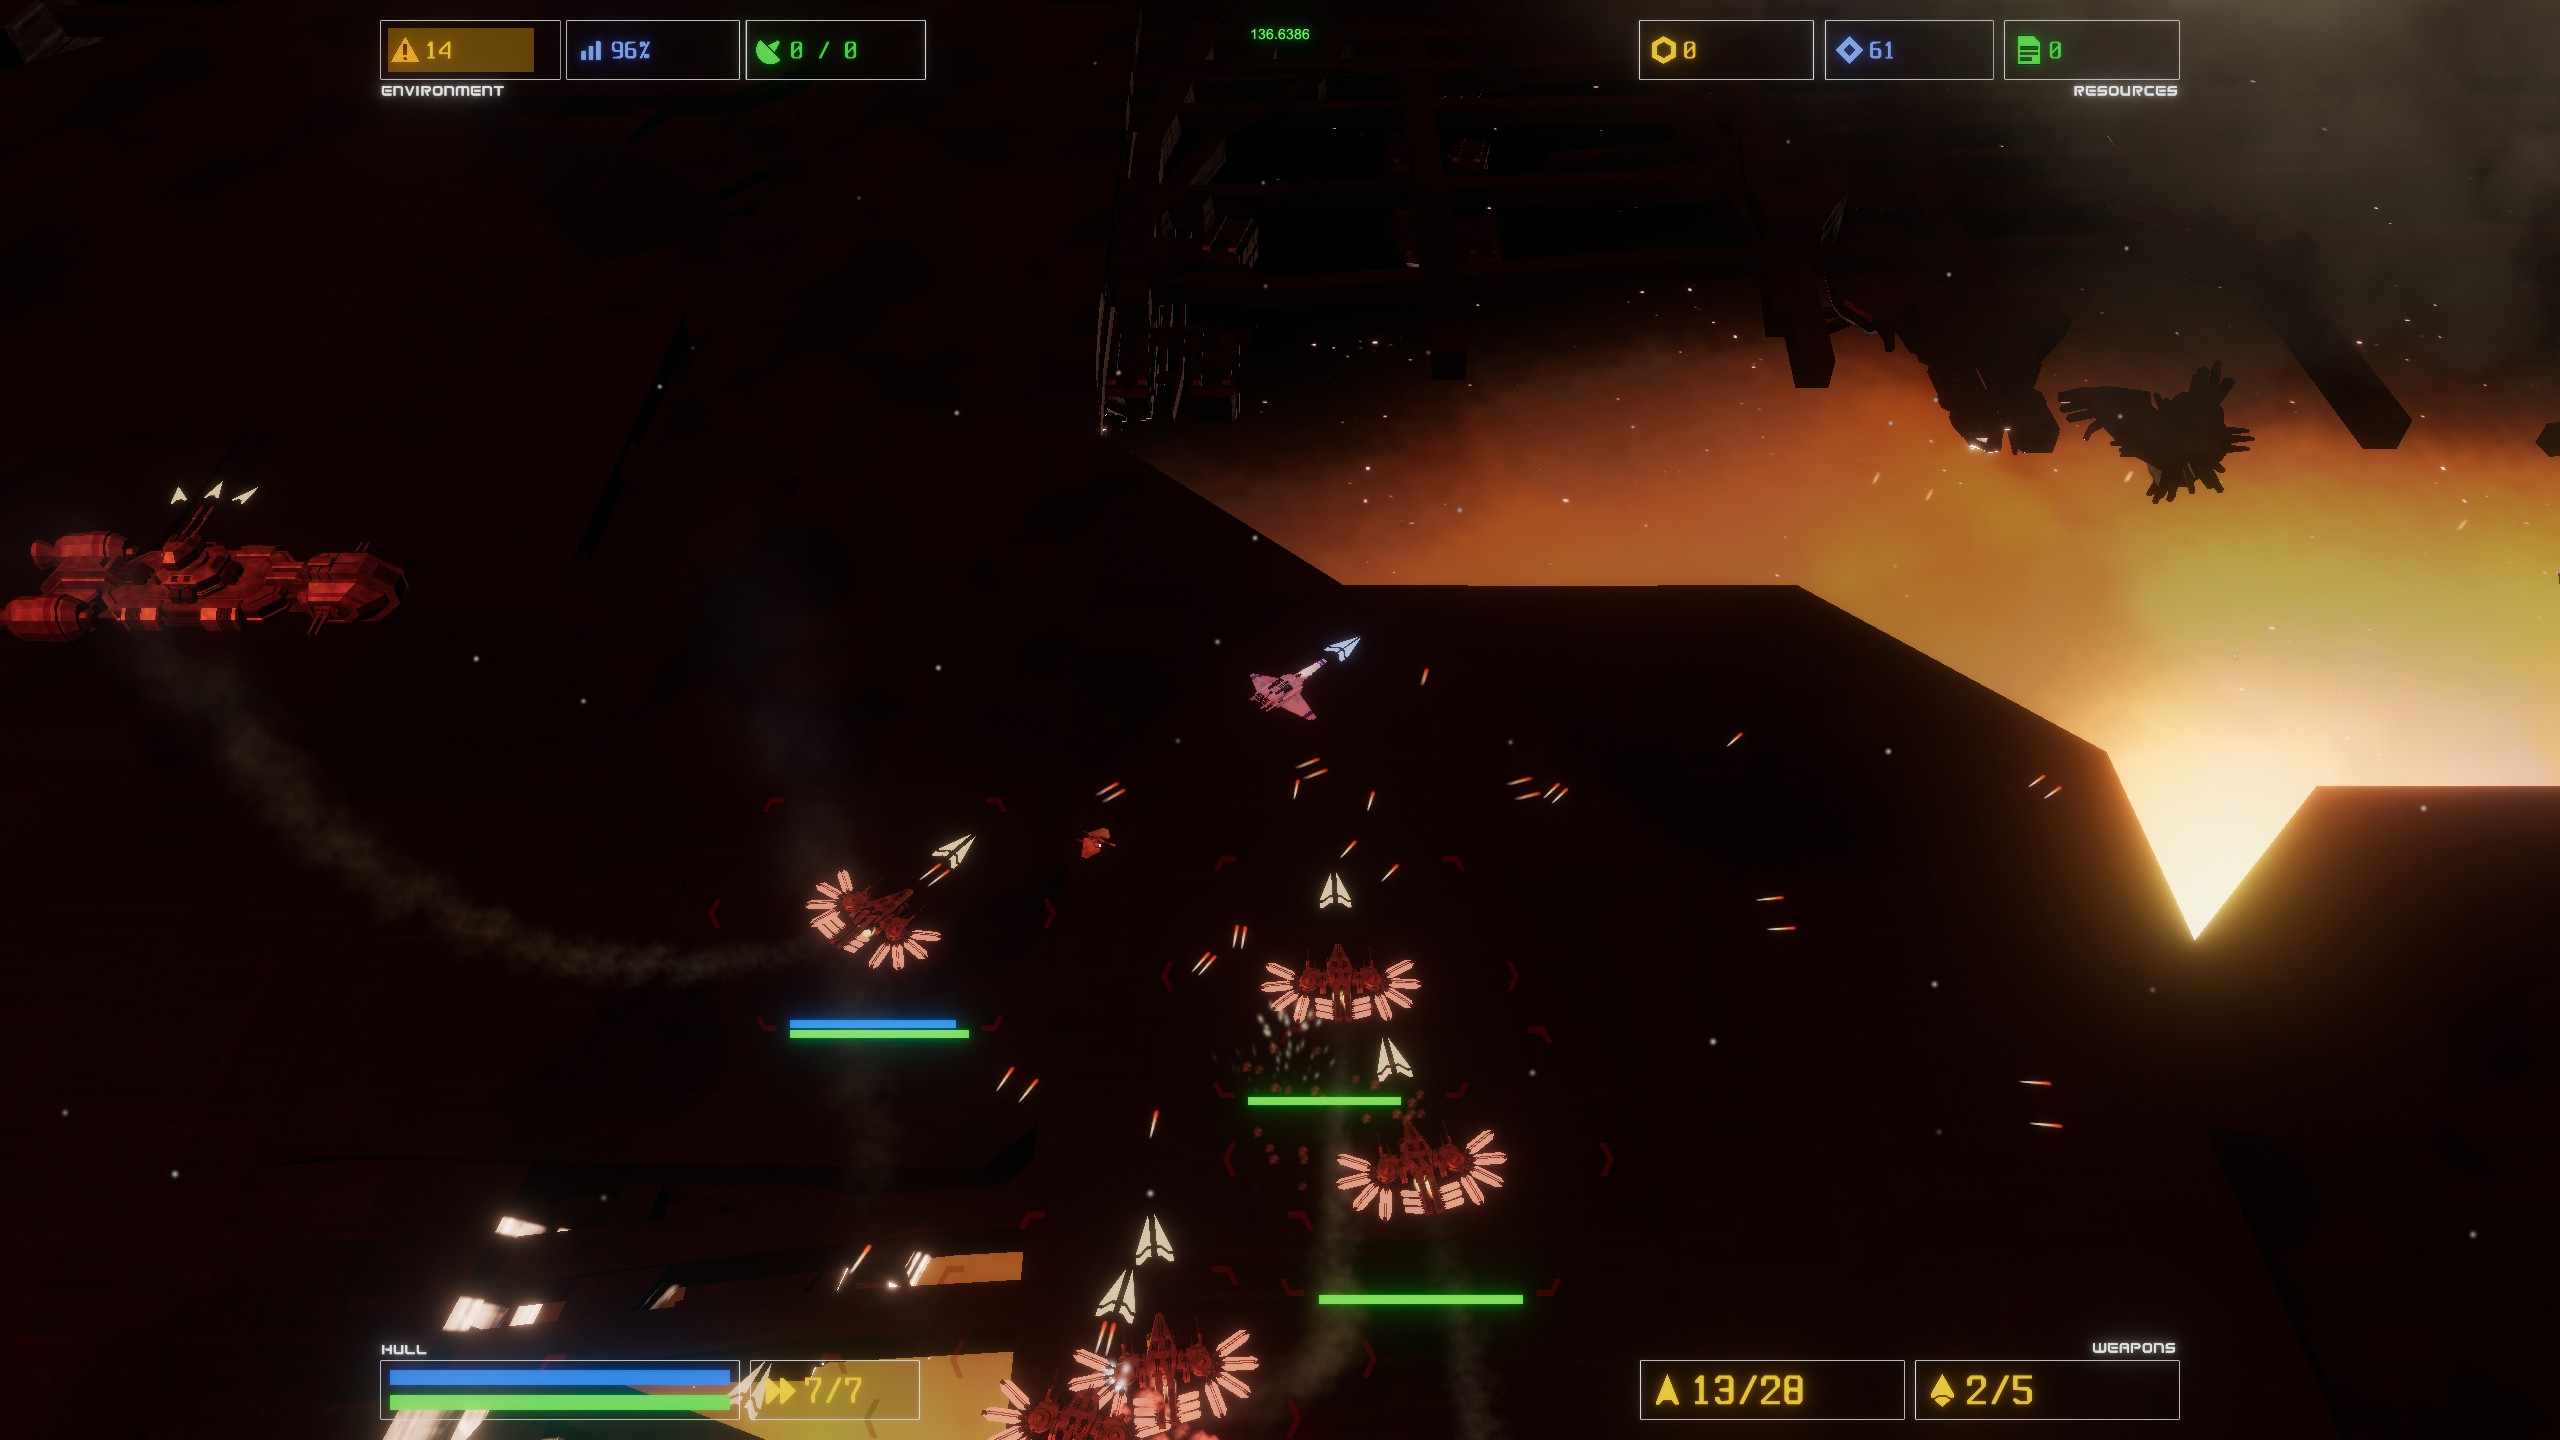 14
96%
0 / 0
ENVIRONMENT
136.6386
0
61
0
RESOURCES
HULL
7/7
WEAPONS
13/28
2/5